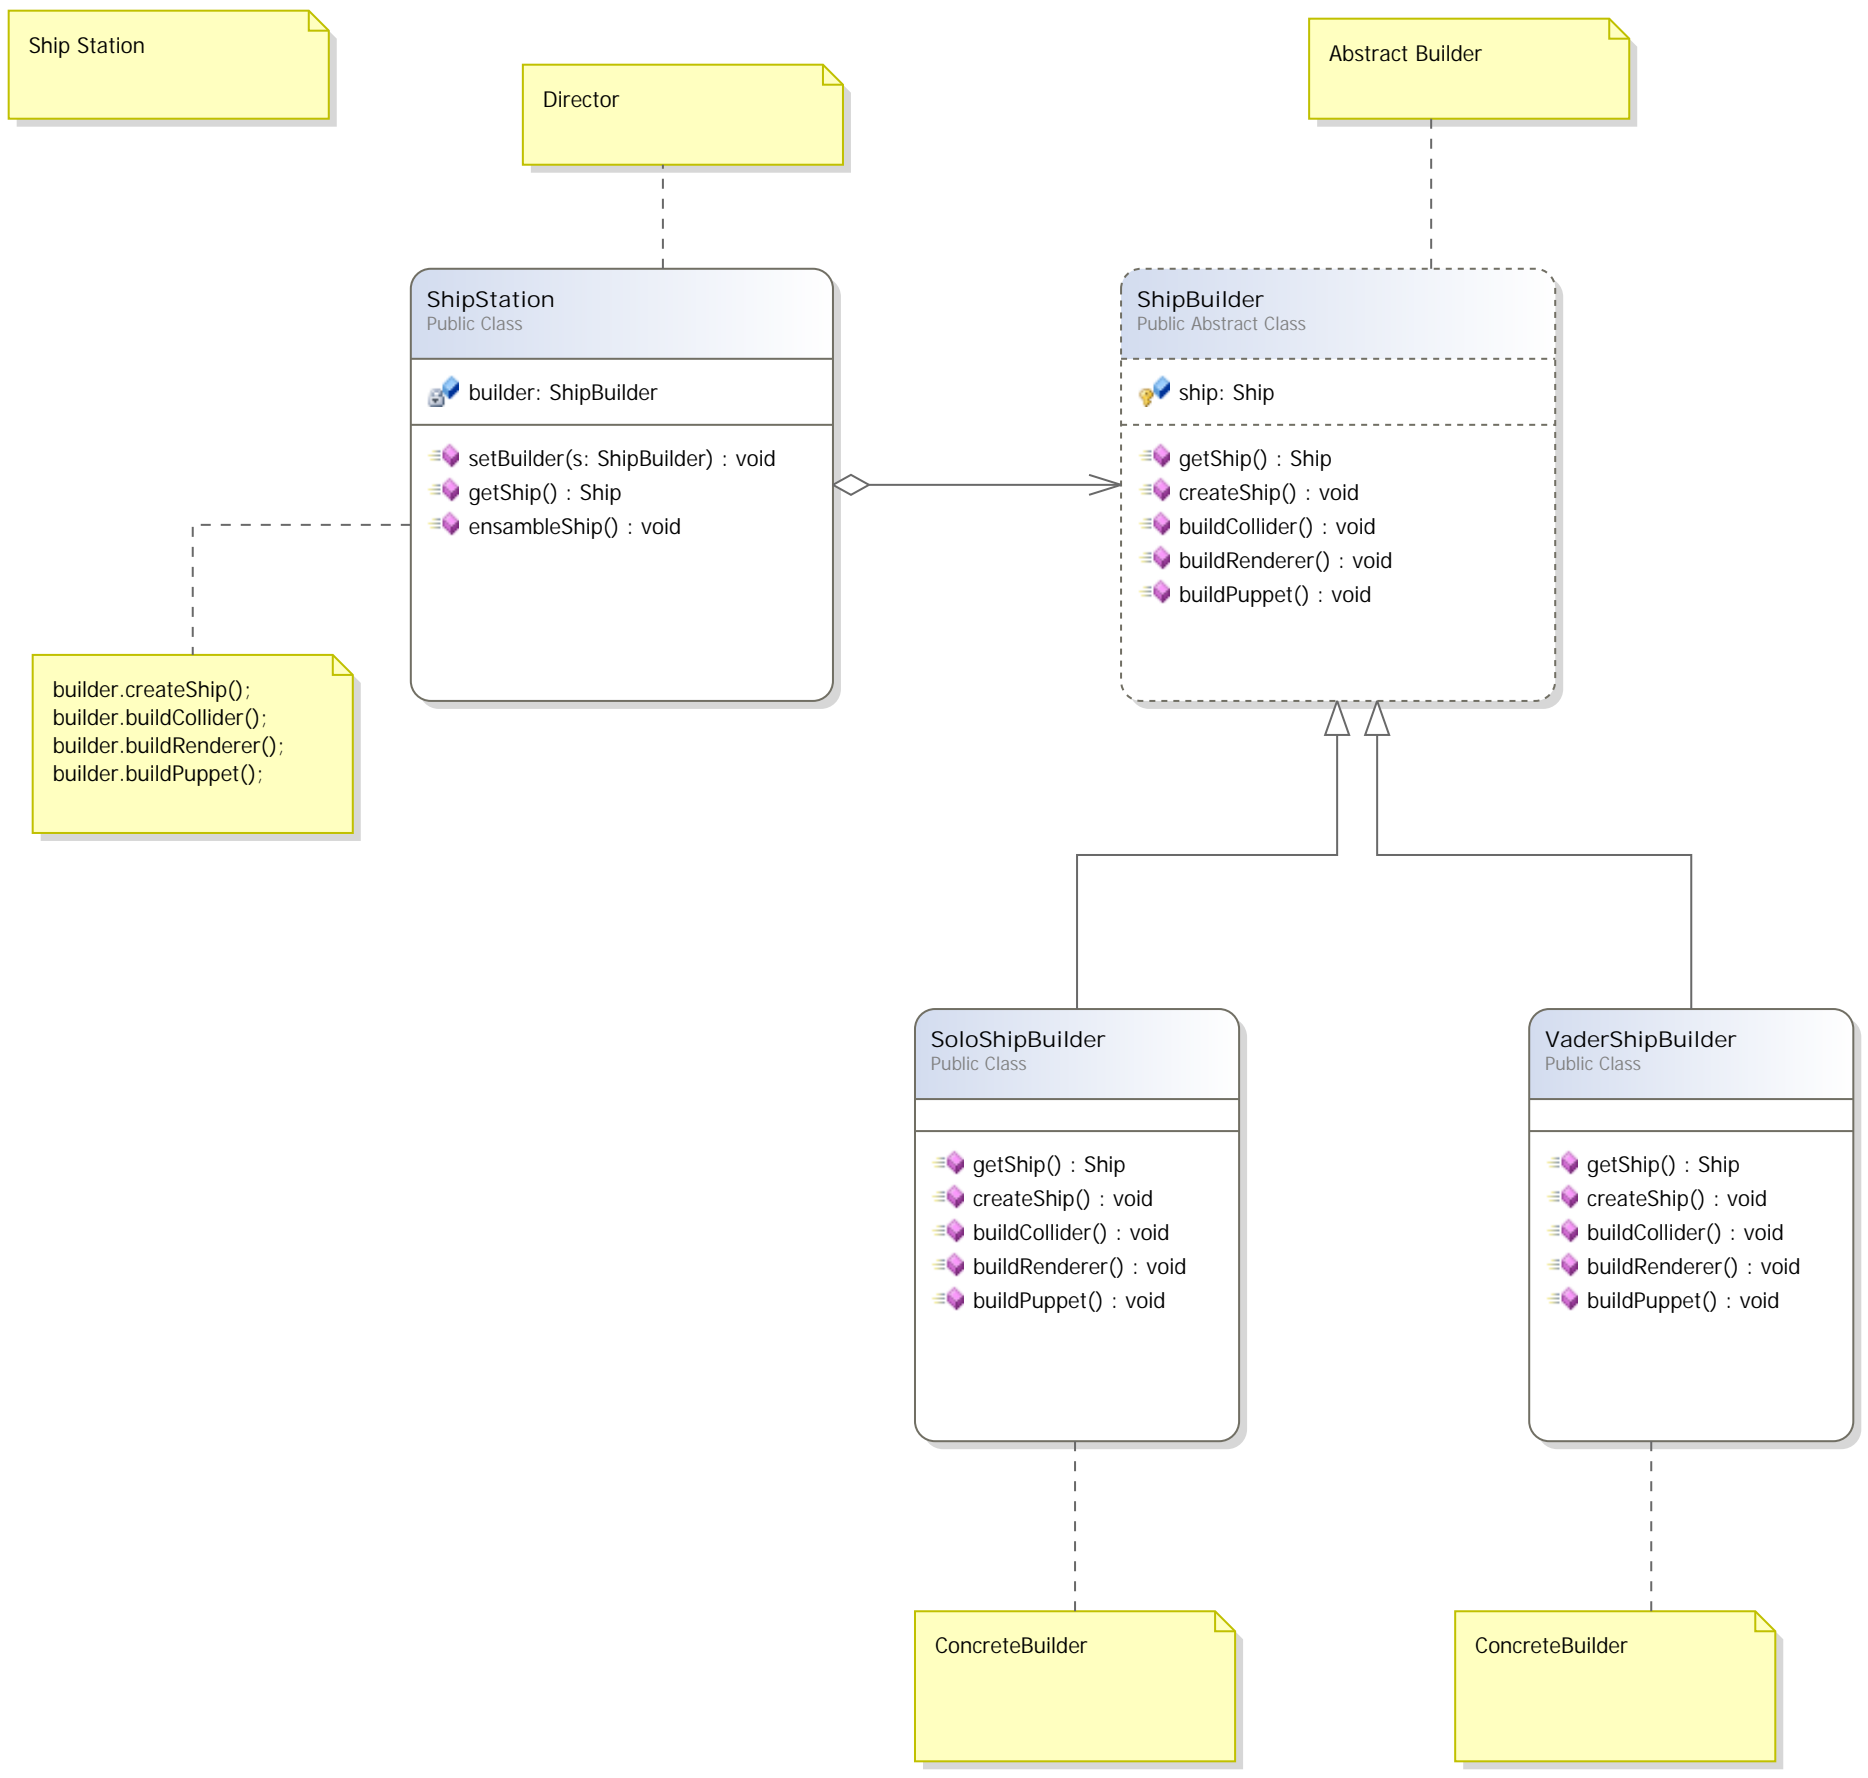 Ship Station
Director
Abstract Builder
ShipStation
Public Class
builder: ShipBuilder
setBuilder(s: ShipBuilder) : void
getShip() : Ship
ensambleShip() : void
ShipBuilder
Public Abstract Class
ship: Ship
getShip() : Ship
createShip() : void
buildCollider() : void
buildRenderer() : void
buildPuppet() : void
builder.createShip();
builder.buildCollider();
builder.buildRenderer();
builder.buildPuppet();
SoloShipBuilder
Public Class
getShip() : Ship
createShip() : void
buildCollider() : void
buildRenderer() : void
buildPuppet() : void
VaderShipBuilder
Public Class
getShip() : Ship
createShip() : void
buildCollider() : void
buildRenderer() : void
buildPuppet() : void
ConcreteBuilder
ConcreteBuilder